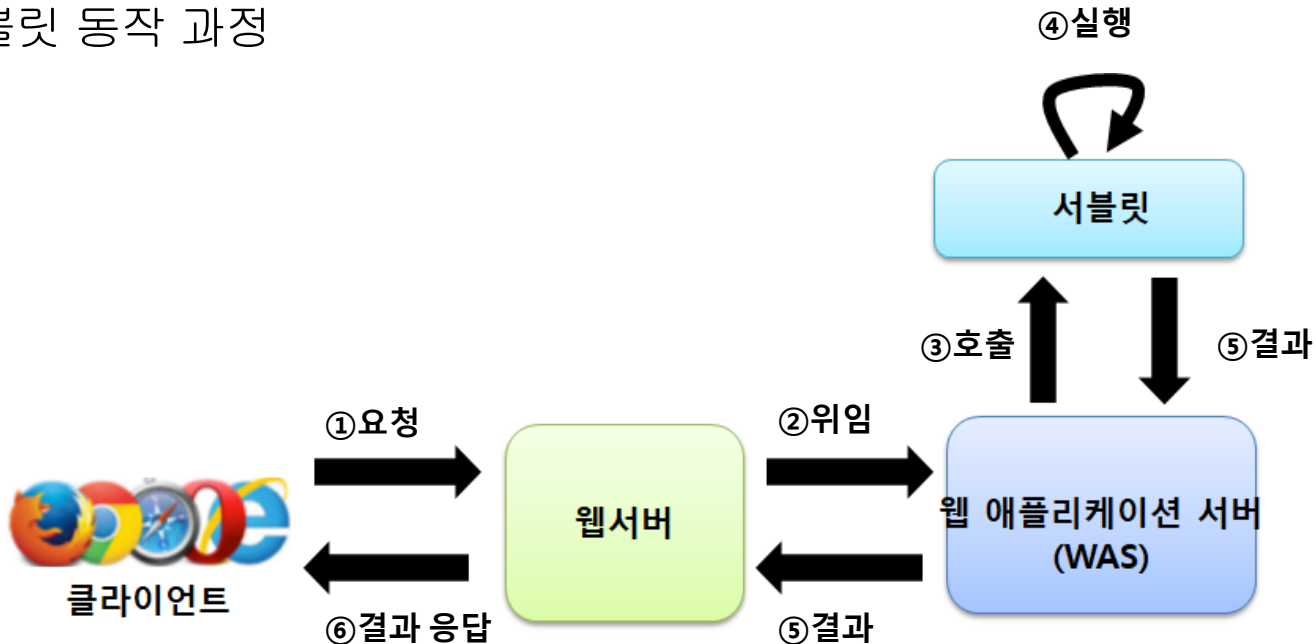 블릿 동작 과정
④실행
서블릿
③호출
⑤결과
①요청
②위임
웹서버
웹 애플리케이션 서버
(WAS)
클라이언트
⑥결과 응답
⑤결과